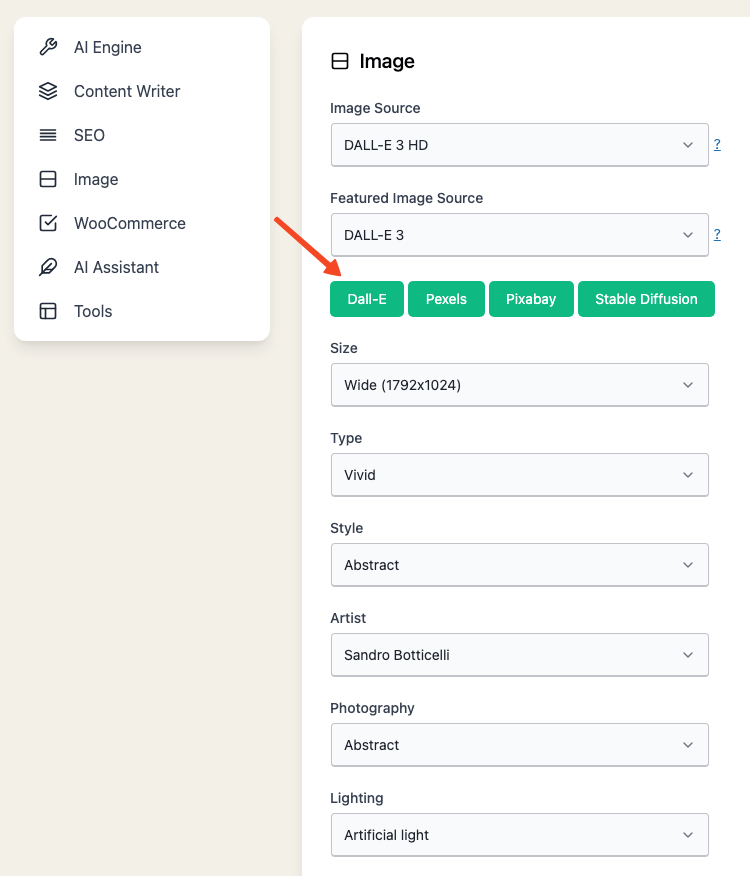 AI Engine
Content Writer
SEO
Image
WooCommerce
AI Assistant
Tools
Image
Image Source
DALL-E 3 HD
?
Featured Image Source
DALL-E 3
?
Dall-E Pexels Pixabay Stable Diffusion
Size
Wide (1792x1024)
Type
Vivid
Style
Abstract
Artist
Sandro Botticelli
Photography
Abstract
Lighting
Artificial light